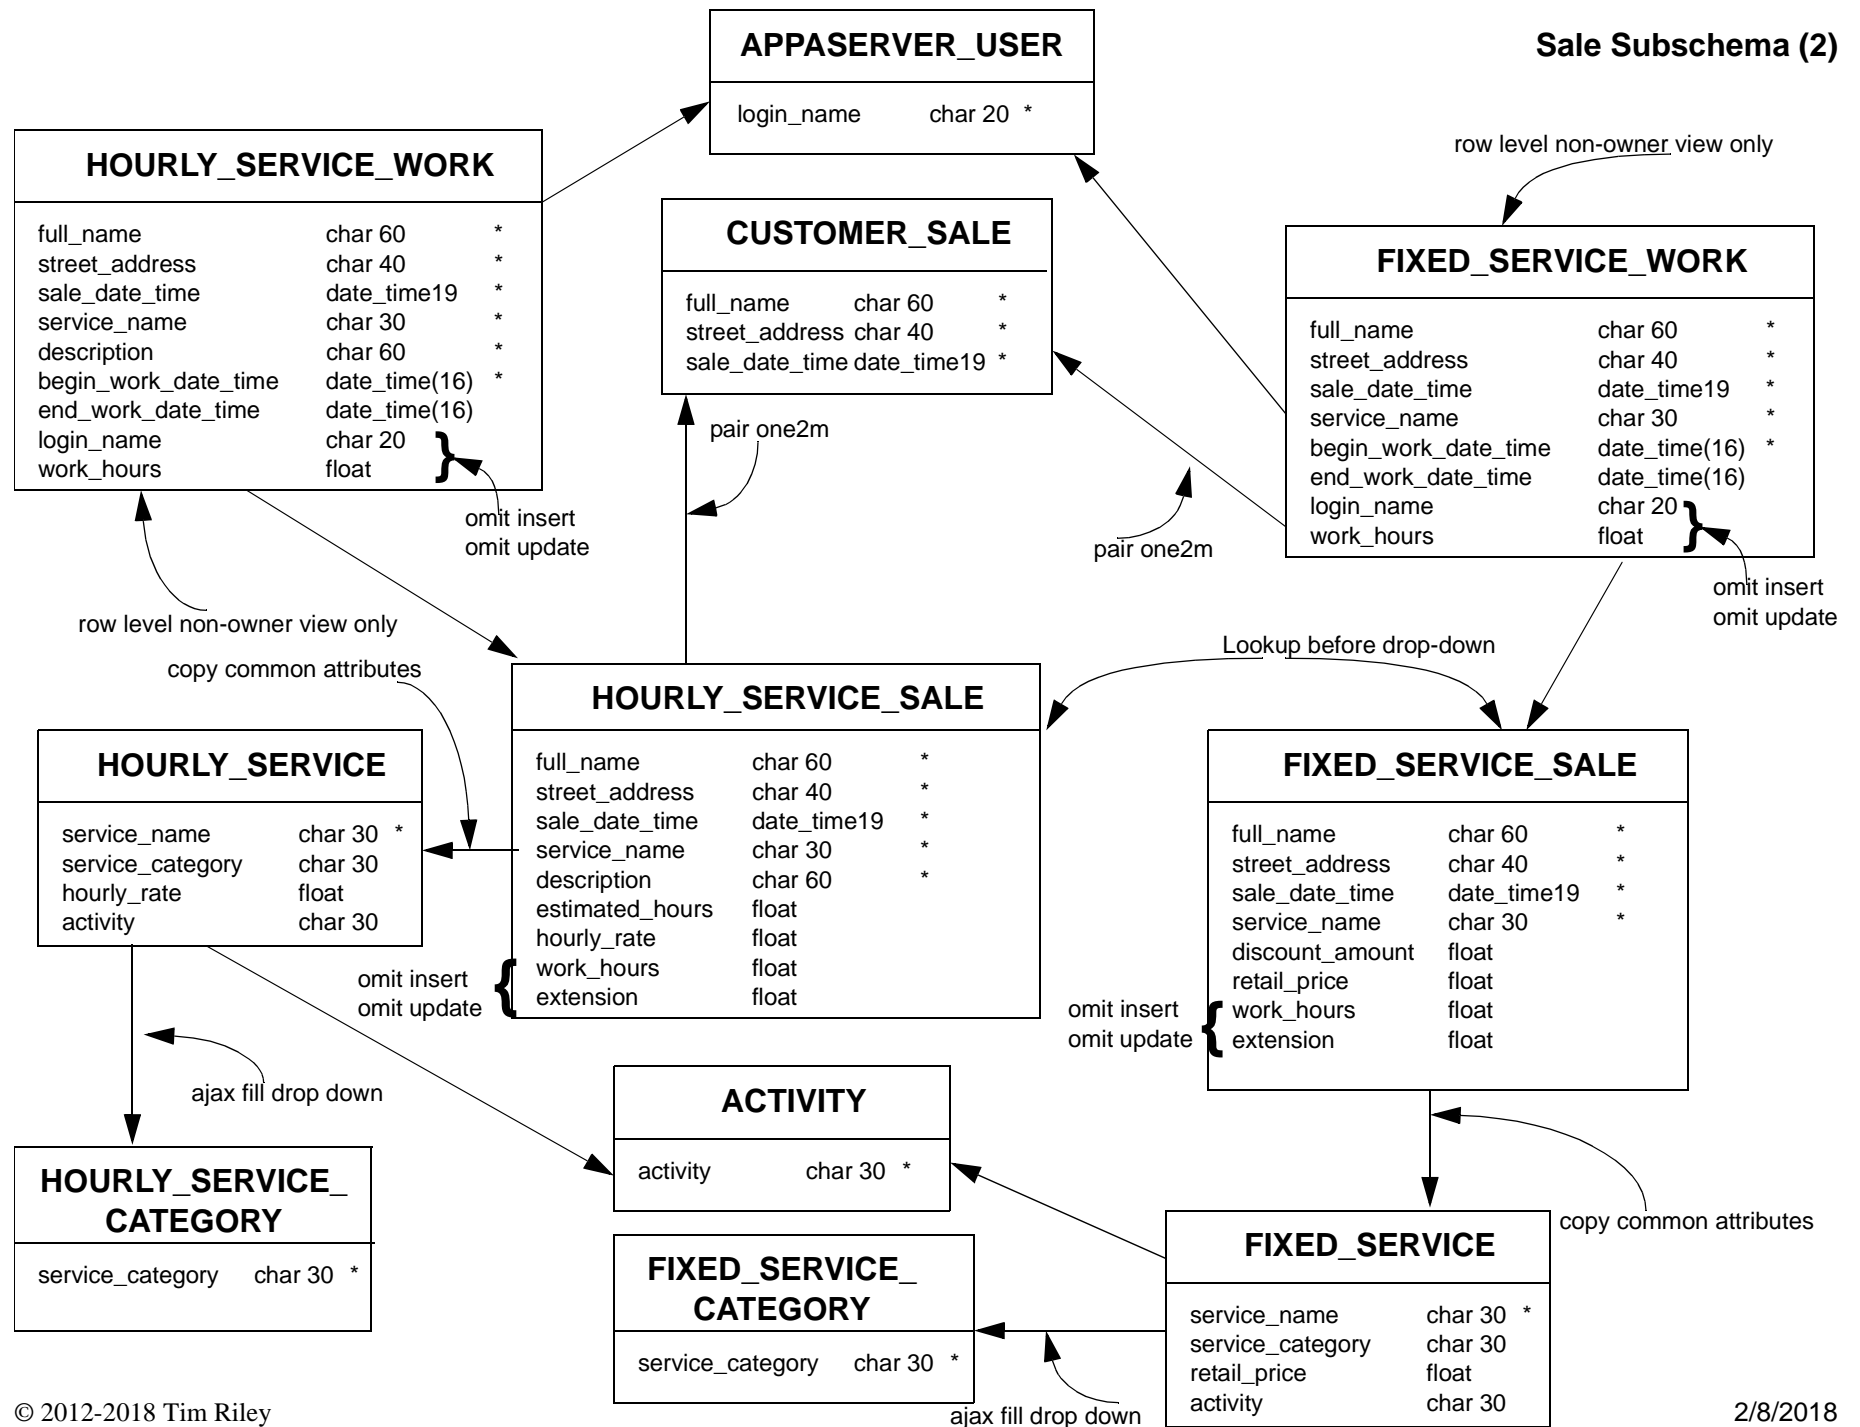 Sale Subschema (2)
APPASERVER_USER
login_name char 20 *
HOURLY_SERVICE_WORK
full_name char 60 *
street_address char 40 *
sale_date_time date_time19 *
service_name char 30 *
description char 60 *
begin_work_date_time date_time(16) *
end_work_date_time date_time(16)
login_name char 20
work_hours float
}
omit insert
omit update
row level non-owner view only
CUSTOMER_SALE
full_name char 60 *
street_address char 40 *
sale_date_time date_time19 *
pair one2m
pair one2m
row level non-owner view only
FIXED_SERVICE_WORK
full_name char 60 *
street_address char 40 *
sale_date_time date_time19 *
service_name char 30 *
begin_work_date_time date_time(16) *
end_work_date_time date_time(16)
login_name char 20
work_hours float
}
omit insert
omit update
Lookup before drop-down
copy common attributes
HOURLY_SERVICE
service_name char 30 *
service_category char 30
hourly_rate float
activity char 30
HOURLY_SERVICE_SALE
full_name char 60 *
street_address char 40 *
sale_date_time date_time19 *
service_name char 30 *
description char 60 *
estimated_hours float
hourly_rate float
work_hours float
extension float
{
omit insert
omit update
FIXED_SERVICE_SALE
full_name char 60 *
street_address char 40 *
sale_date_time date_time19 *
service_name char 30 *
discount_amount float
retail_price float
work_hours float
extension float
{
omit insert
omit update
ajax fill drop down
HOURLY_SERVICE_
CATEGORY
service_category char 30 *
ACTIVITY
activity char 30 *
FIXED_SERVICE_
CATEGORY
service_category char 30 *
copy common attributes
FIXED_SERVICE
service_name char 30 *
service_category char 30
retail_price float
activity char 30
ajax fill drop down
© 2012-2018 Tim Riley
2/8/2018